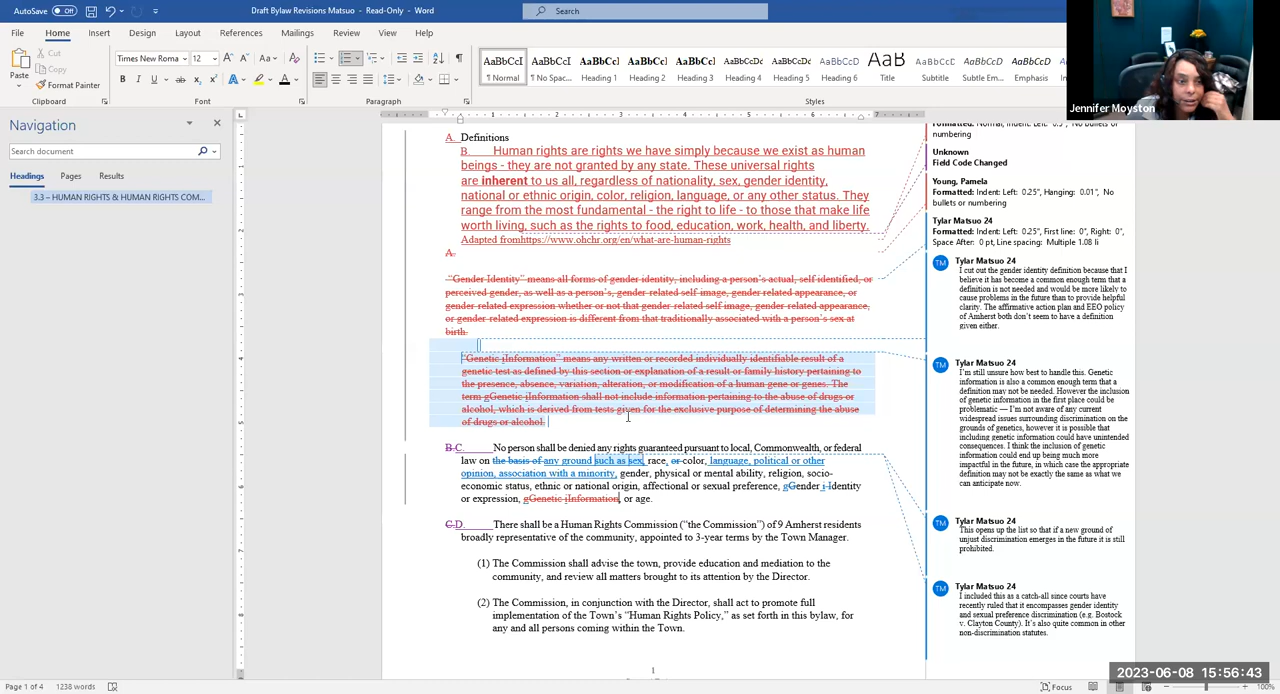 AutoSave Off
Draft Bylaw Revisions Matsuo - Read-Only - Word
Search
File Home Insert Design Layout References Mailings Review View Help
Cut
Copy
Format Painter
Paste
Clipboard
Times New Roma 12
Font
Paragraph
AaBbCcI AaBbCcI AaBbCcI AaBbCcI AaBbCcI AaBbCcDc AaBbCcDc AaBbCcD AaB AaBbCcD AaBbCcD AaBbCcD
¶ Normal ¶ No Spac... Heading 1 Heading 2 Heading 3 Heading 4 Heading 5 Heading 6 Title Subtitle Subtle Em... Emphasis
Styles
Jennifer Moyston
Navigation
Search document
Headings Pages Results
3.3 – HUMAN RIGHTS & HUMAN RIGHTS COM...
A. Definitions
B. Human rights are rights we have simply because we exist as human
beings - they are not granted by any state. These universal rights
are inherent to us all, regardless of nationality, sex, gender identity,
national or ethnic origin, color, religion, language, or any other status. They
range from the most fundamental - the right to life - to those that make life
worth living, such as the rights to food, education, work, health, and liberty.
Adapted fromhttps://www.ohchr.org/en/what-are-human-rights
A.
"Gender Identity" means all forms of gender identity, including a person's actual, self identified, or
perceived gender, as well as a person's, gender-related self image, gender related appearance, or
gender-related expression whether or not that gender-related self image, gender related appearance,
or gender-related expression is different from that traditionally associated with a person's sex at
birth.
"Genetic iInformation" means any written or recorded individually identifiable result of a
genetic test as defined by this section or explanation of a result or family history pertaining to
the presence, absence, variation, alteration, or modification of a human gene or genes. The
term gGenetic iInformation shall not include information pertaining to the abuse of drugs or
alcohol, which is derived from tests given for the exclusive purpose of determining the abuse
of drugs or alcohol.
B.C. No person shall be denied any rights guaranteed pursuant to local, Commonwealth, or federal
law on the basis of any ground such as sex, race, or color, language, political or other
opinion, association with a minority, gender, physical or mental ability, religion, socio-
economic status, ethnic or national origin, affectional or sexual preference, gGender i Identity
or expression, gGenetic iInformation, or age.
C.D. There shall be a Human Rights Commission ("the Commission") of 9 Amherst residents
broadly representative of the community, appointed to 3-year terms by the Town Manager.
(1) The Commission shall advise the town, provide education and mediation to the
community, and review all matters brought to its attention by the Director.
(2) The Commission, in conjunction with the Director, shall act to promote full
implementation of the Town's "Human Rights Policy," as set forth in this bylaw, for
any and all persons coming within the Town.
1
Formatted: Normal, Indent: Left: 0.5", No bullets or
numbering
Unknown
Field Code Changed
Young, Pamela
Formatted: Indent: Left: 0.25", Hanging: 0.01", No
bullets or numbering
Tylar Matsuo 24
Formatted: Indent: Left: 0.25", First line: 0", Right: 0",
Space After: 0 pt, Line spacing: Multiple 1.08 li
TM Tylar Matsuo 24
I cut out the gender identity definition because that I
believe it has become a common enough term that a
definition is not needed and would be more likely to
cause problems in the future than to provide helpful
clarity. The affirmative action plan and EEO policy
of Amherst both don't seem to have a definition
given either.
TM Tylar Matsuo 24
I'm still unsure how best to handle this. Genetic
information is also a common enough term that a
definition may not be needed. However the inclusion
of genetic information in the first place could be
problematic — I'm not aware of any current
widespread issues surrounding discrimination on the
grounds of genetics, however it is possible that
including genetic information could have unintended
consequences. I think the inclusion of genetic
information could end up being much more
impactful in the future, in which case the appropriate
definition may not be exactly the same as what we
can anticipate now.
TM Tylar Matsuo 24
This opens up the list so that if a new ground of
unjust discrimination emerges in the future it is still
prohibited.
TM Tylar Matsuo 24
I included this as a catch-all since courts have
recently ruled that it encompasses gender identity
and sexual preference discrimination (e.g. Bostock
v. Clayton County). It's also quite common in other
non-discrimination statutes.
2023-06-08 15:56:43
Page 1 of 4 1238 words
Focus
100%